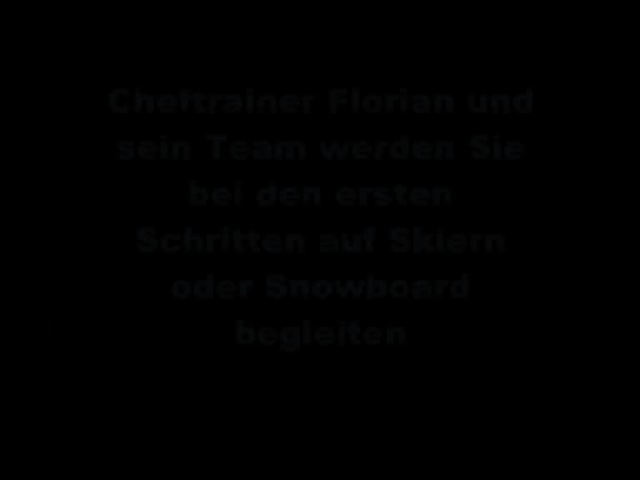 Cheftrainer Florian und
sein Team werden Sie
bei den ersten
Schritten auf Skiern
oder Snowboard
begleiten